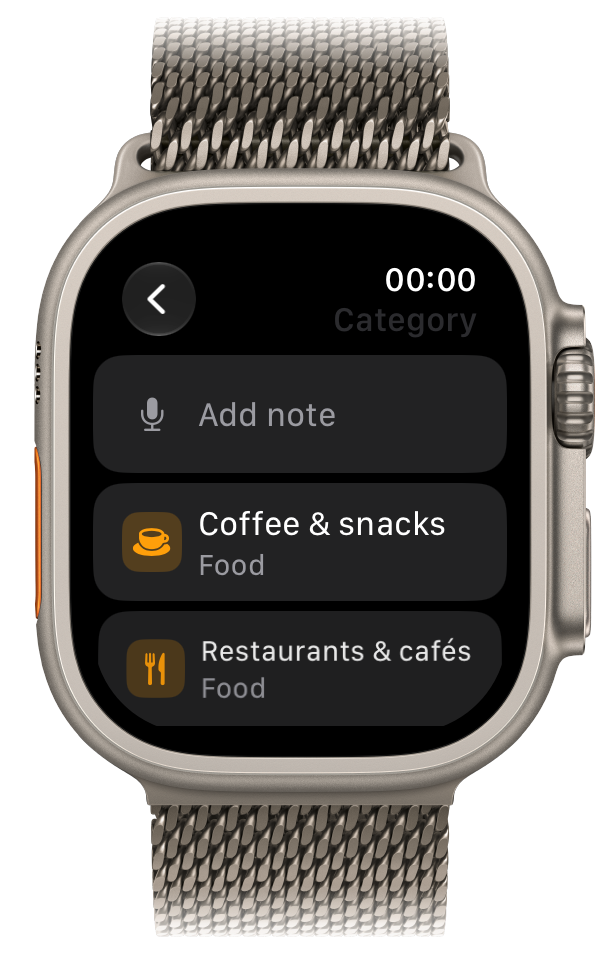 00:00
Category
Add note
Coffee & snacks
Food
Restaurants & cafés
Food